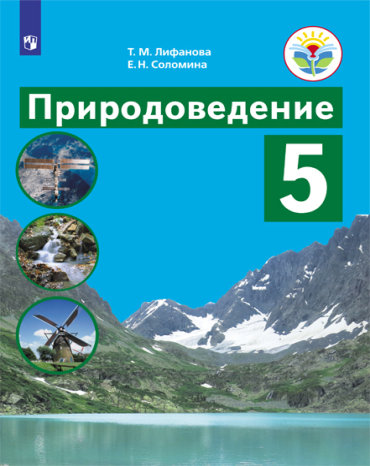 Т. М. Лифанова
Е. Н. Соломина
Природоведение
5